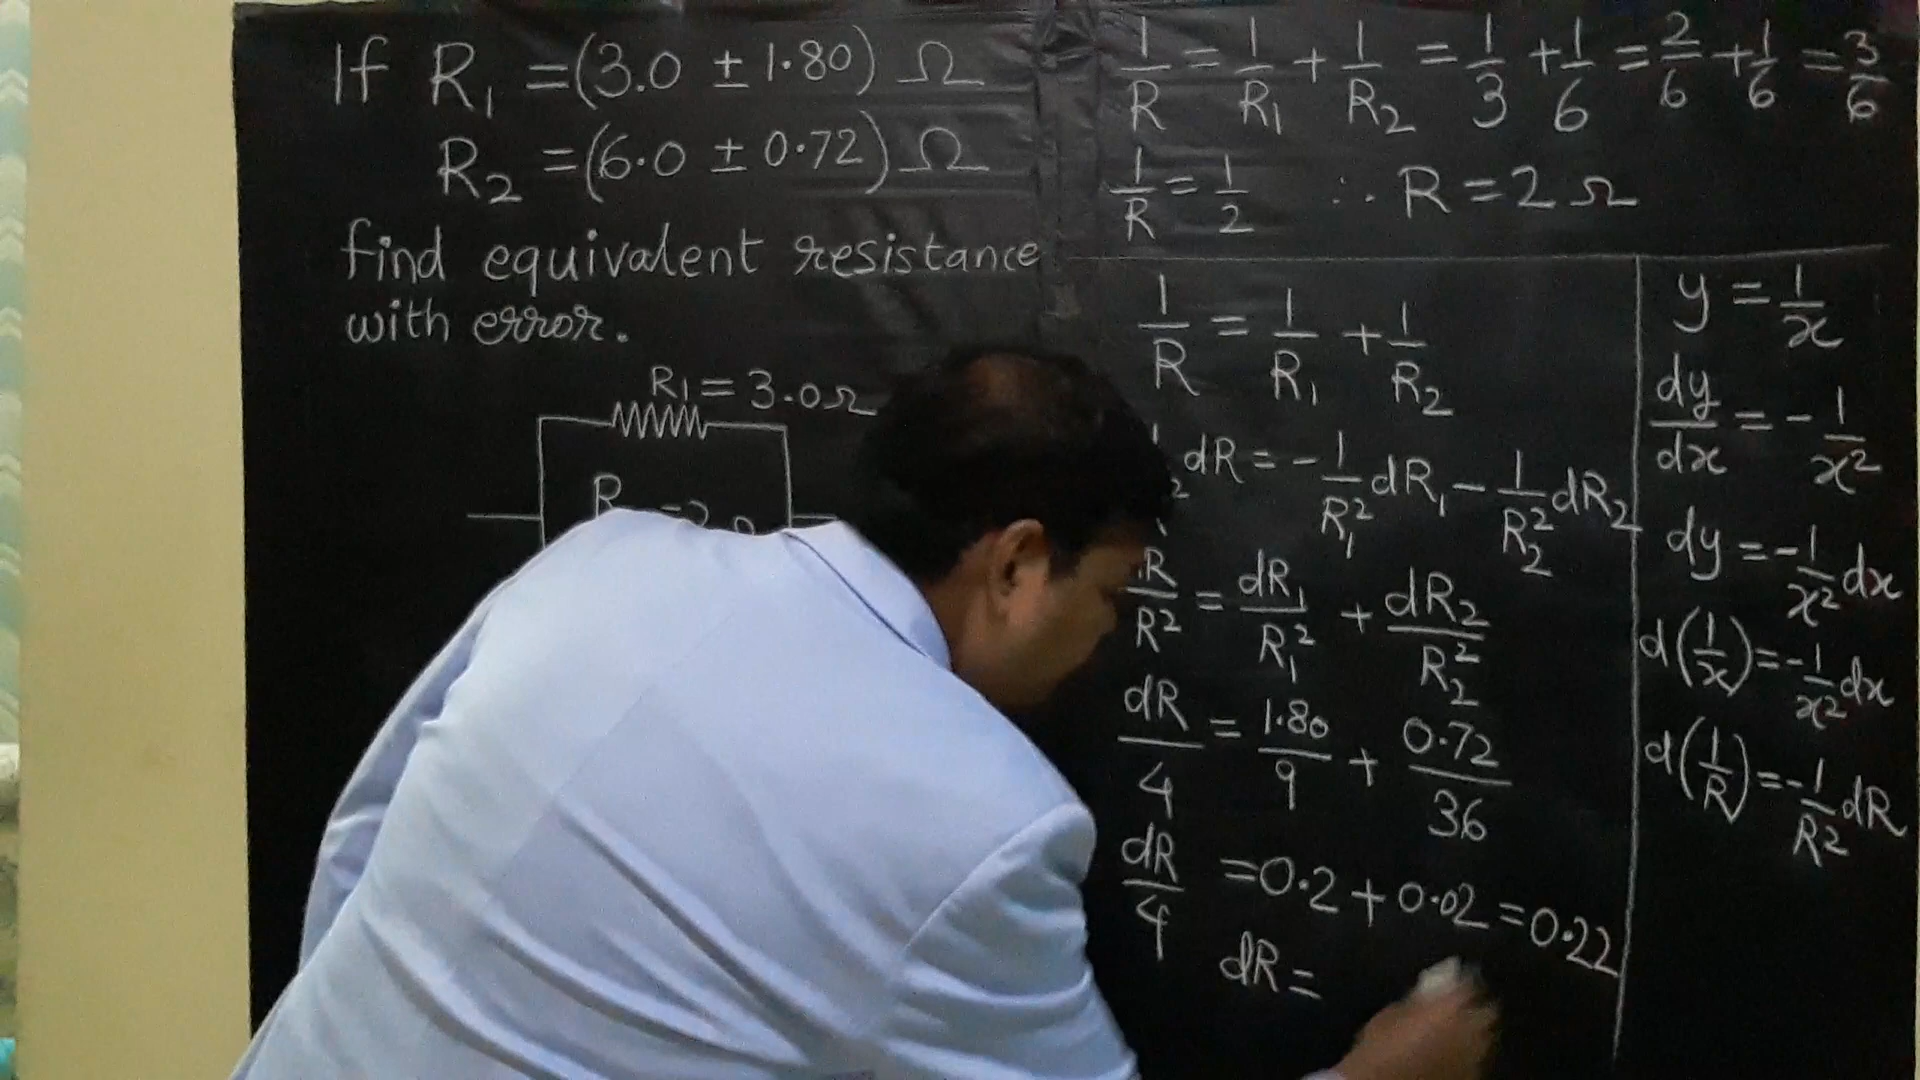 If R₁ = (3.0 ± 1.80) Ω
R₂ = (6.0 ± 0.72) Ω
find equivalent resistance
with error.
R₁ = 3.0Ω
R
1/R = 1/R₁ + 1/R₂ = 1/3 + 1/6 = 2/6 + 1/6 = 3/6
1/R = 1/2 ∴ R = 2 Ω
1/R = 1/R₁ + 1/R₂
dR = -1/R₁² dR₁ - 1/R₂² dR₂
R/R² = dR₁/R₁² + dR₂/R₂²
dR/4 = 1.80/9 + 0.72/36
dR/4 = 0.2 + 0.02 = 0.22
dR =
y = 1/x
dy/dx = -1/x²
dy = -1/x² dx
d(1/x) = -1/x² dx
d(1/R) = -1/R² dR